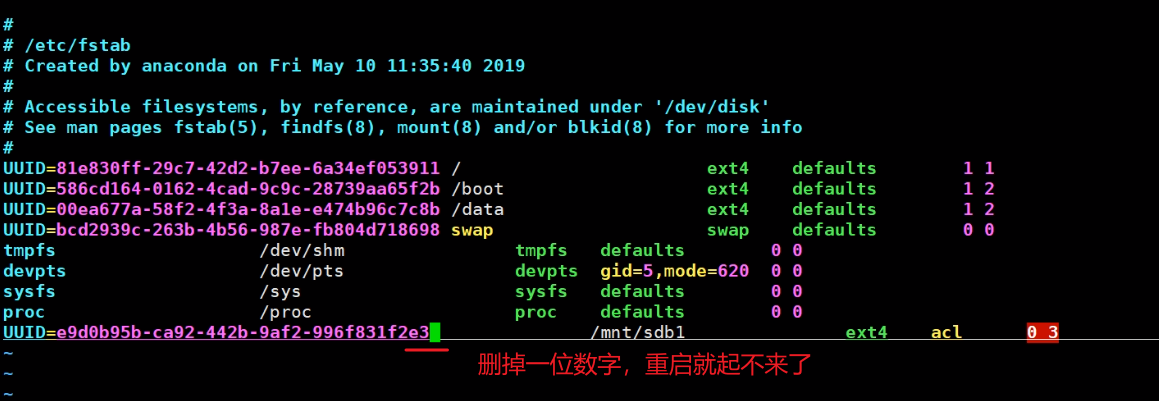 #
# /etc/fstab
# Created by anaconda on Fri May 10 11:35:40 2019
#
# Accessible filesystems, by reference, are maintained under '/dev/disk'
# See man pages fstab(5), findfs(8), mount(8) and/or blkid(8) for more info
#
UUID=81e830ff-29c7-42d2-b7ee-6a34ef053911 / ext4 defaults 1 1
UUID=586cd164-0162-4cad-9c9c-28739aa65f2b /boot ext4 defaults 1 2
UUID=00ea677a-58f2-4f3a-8a1e-e474b96c7c8b /data ext4 defaults 1 2
UUID=bcd2939c-263b-4b56-987e-fb804d718698 swap swap defaults 0 0
tmpfs /dev/shm tmpfs defaults 0 0
devpts /dev/pts devpts gid=5,mode=620 0 0
sysfs /sys sysfs defaults 0 0
proc /proc proc defaults 0 0
UUID=e9d0b95b-ca92-442b-9af2-996f831f2e3 /mnt/sdb1 ext4 acl 0 3
~
删掉一位数字，重启就起不来了
~
~